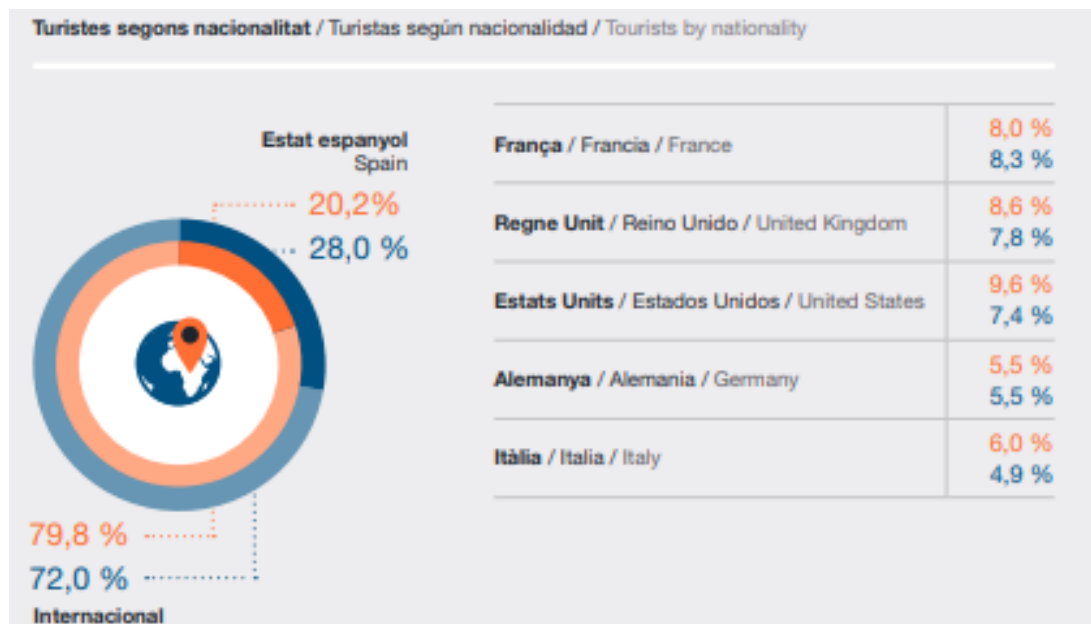 Turistes segons nacionalitat / Turistas según nacionalidad / Tourists by nationality
Estat espanyol
Spain
20,2%
28,0 %
79,8 %
72,0 %
Internacional
França / Francia / France
8,0 %
8,3 %
Regne Unit / Reino Unido / United Kingdom
8,6 %
7,8 %
Estats Units / Estados Unidos / United States
9,6 %
7,4 %
Alemanya / Alemania / Germany
5,5 %
5,5 %
Itàlia / Italia / Italy
6,0 %
4,9 %